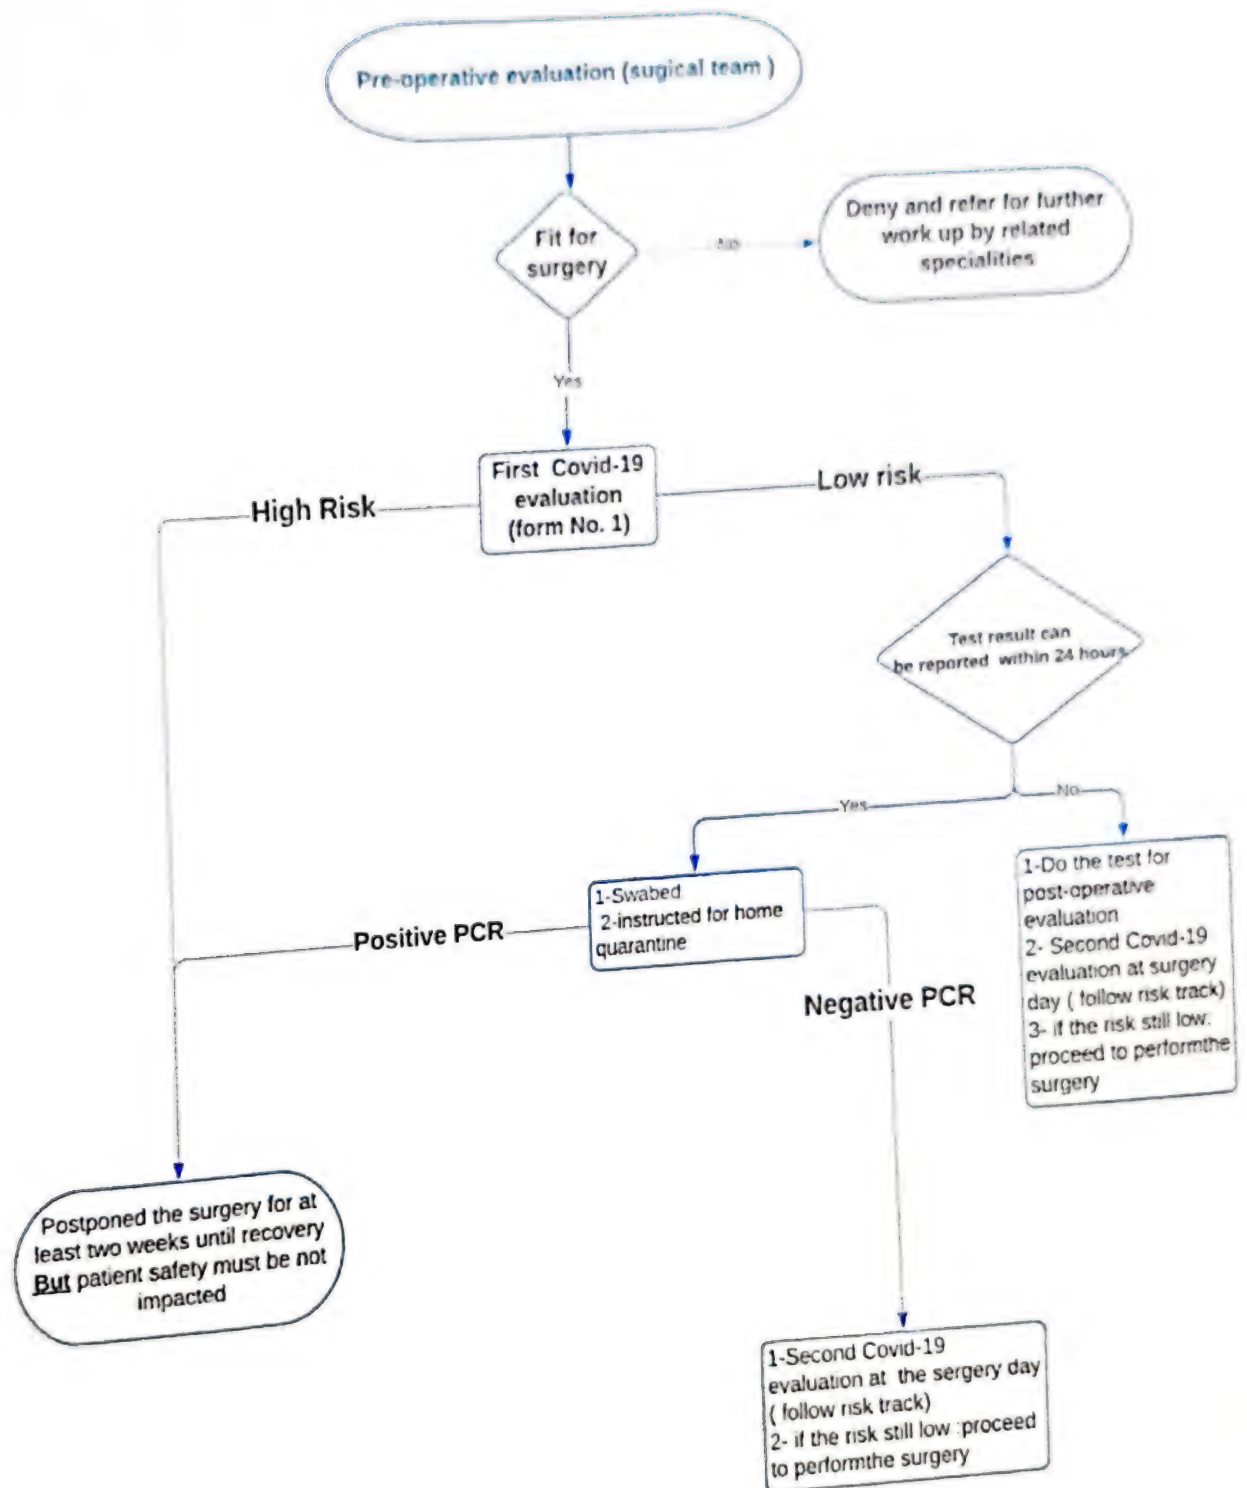 Pre-operative evaluation (sugical team )
Fit for
surgery
No
Deny and refer for further
work up by related
specialities
Yes
First Covid-19
evaluation
(form No. 1)
High Risk
Low risk
Test result can
be reported within 24 hours
Yes
No
1-Swabed
2-instructed for home
quarantine
1-Do the test for
post-operative
evaluation
2- Second Covid-19
evaluation at surgery
day ( follow risk track)
3- if the risk still low:
proceed to performthe
surgery
Positive PCR
Negative PCR
Postponed the surgery for at
least two weeks until recovery
But patient safety must be not
impacted
1-Second Covid-19
evaluation at the sergery day
( follow risk track)
2- if the risk still low :proceed
to performthe surgery